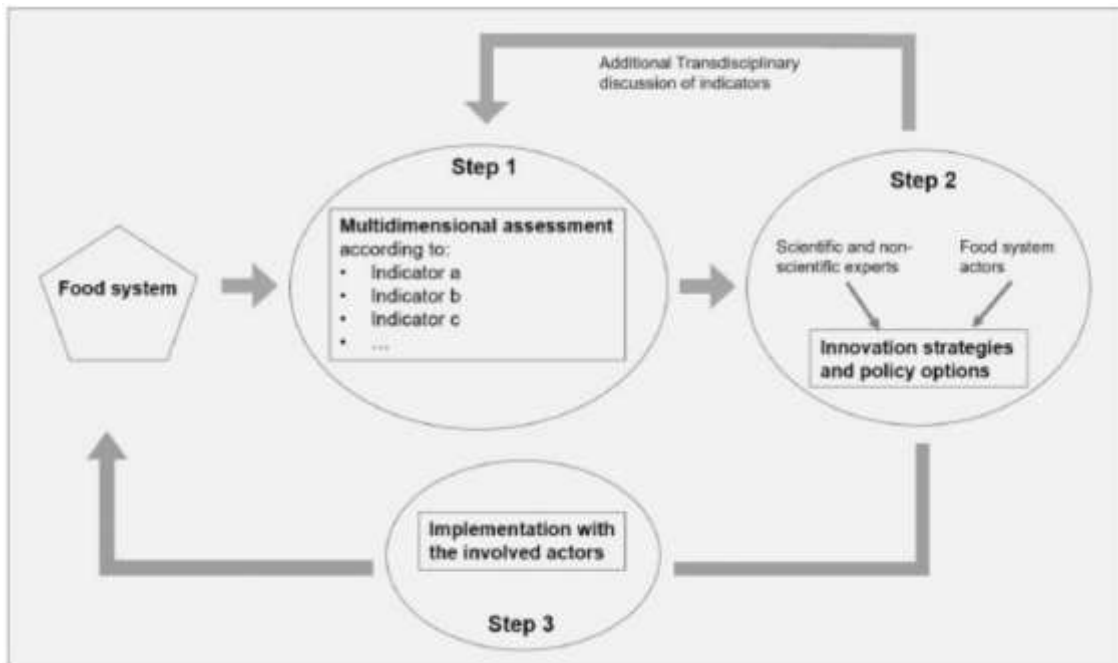 Additional Transdisciplinary
discussion of indicators
Step 1
Multidimensional assessment
according to:
• Indicator a
• Indicator b
• Indicator c
• ...
Step 2
Scientific and non-
scientific experts
Food system
actors
Innovation strategies
and policy options
Food system
Implementation with
the involved actors
Step 3